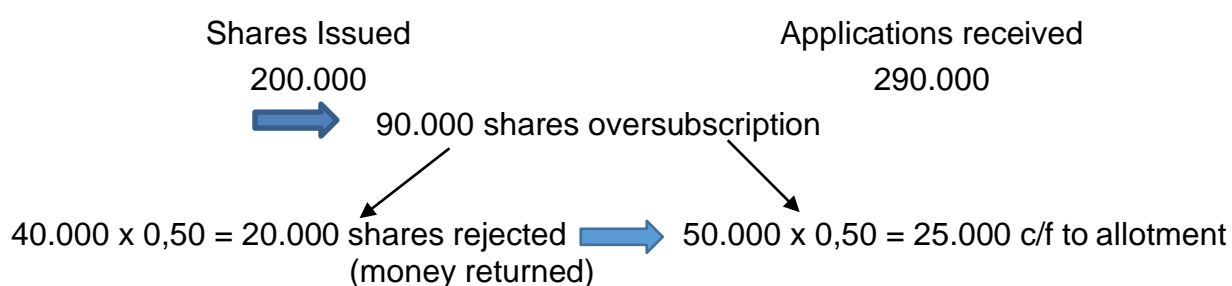 Shares Issued
Applications received
200.000
290.000
90.000 shares oversubscription
40.000 x 0,50 = 20.000 shares rejected
50.000 x 0,50 = 25.000 c/f to allotment
(money returned)